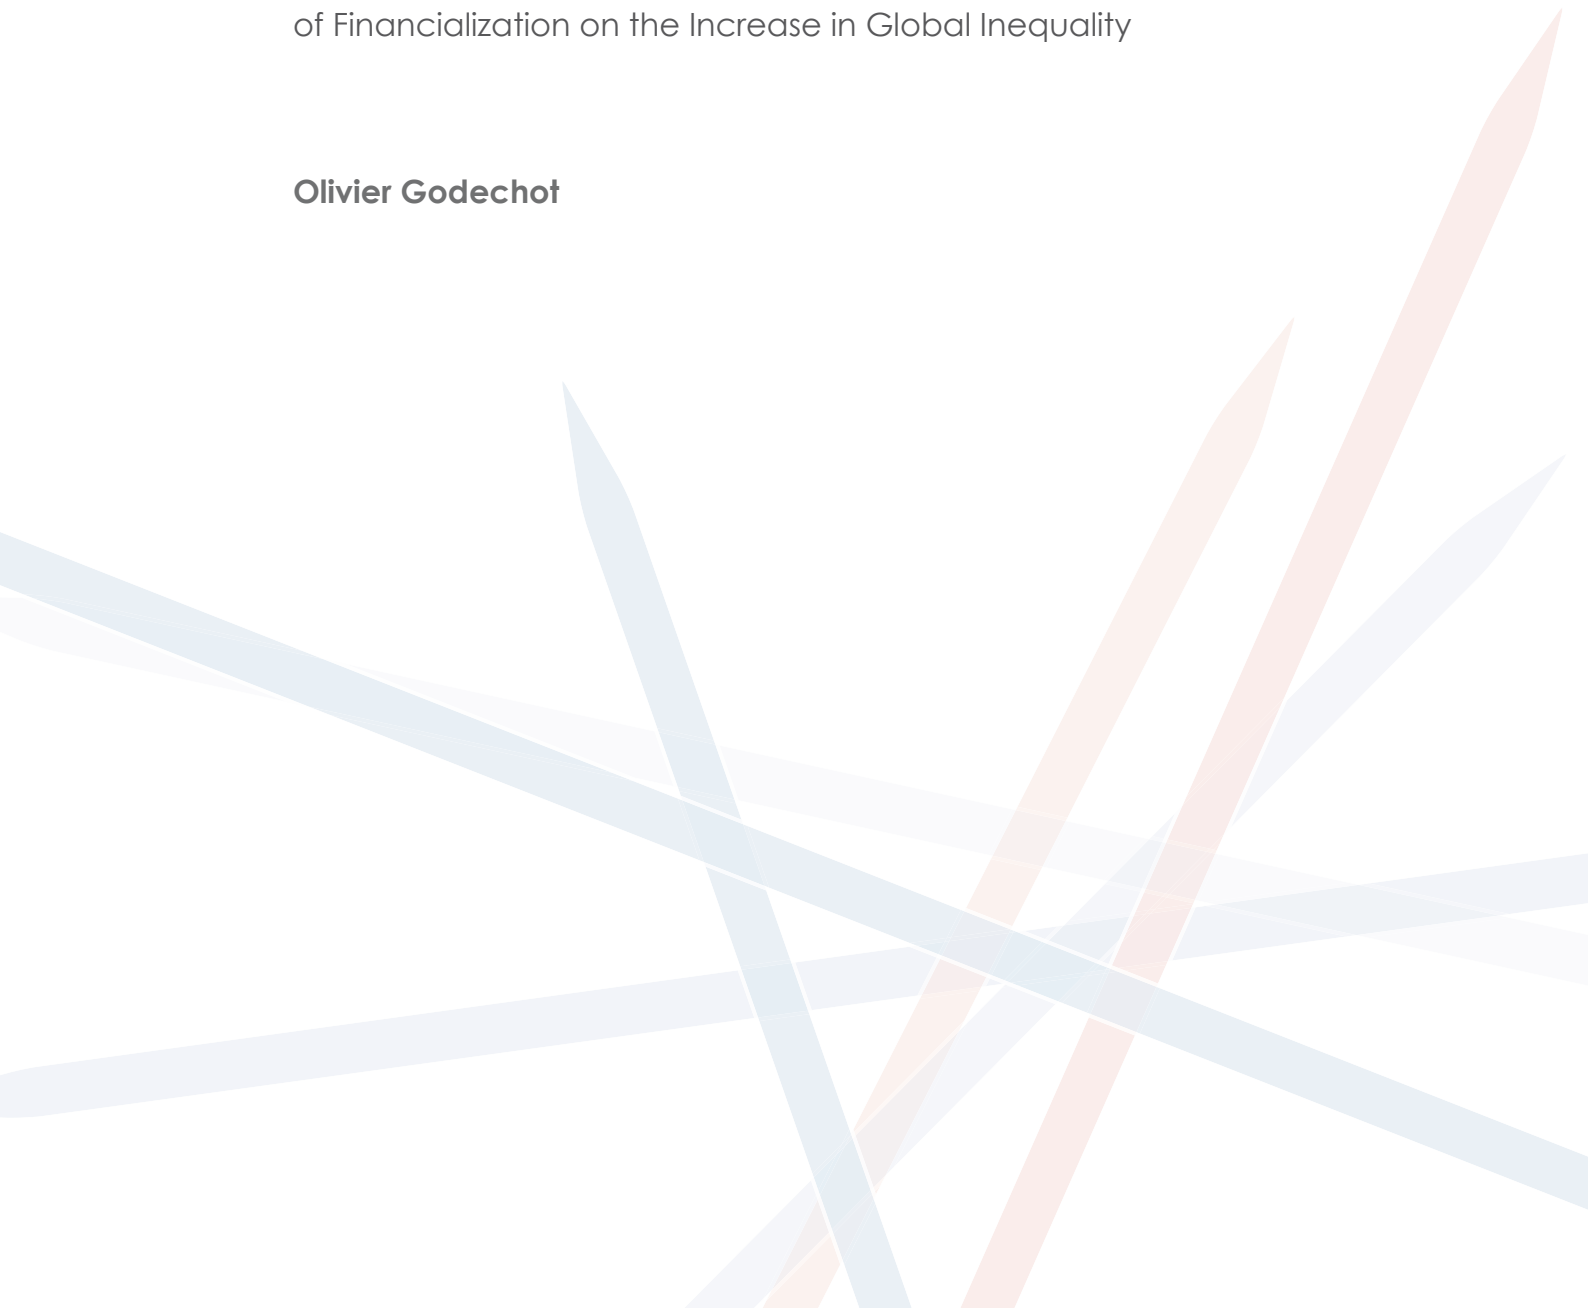 of Financialization on the Increase in Global Inequality
Olivier Godechot